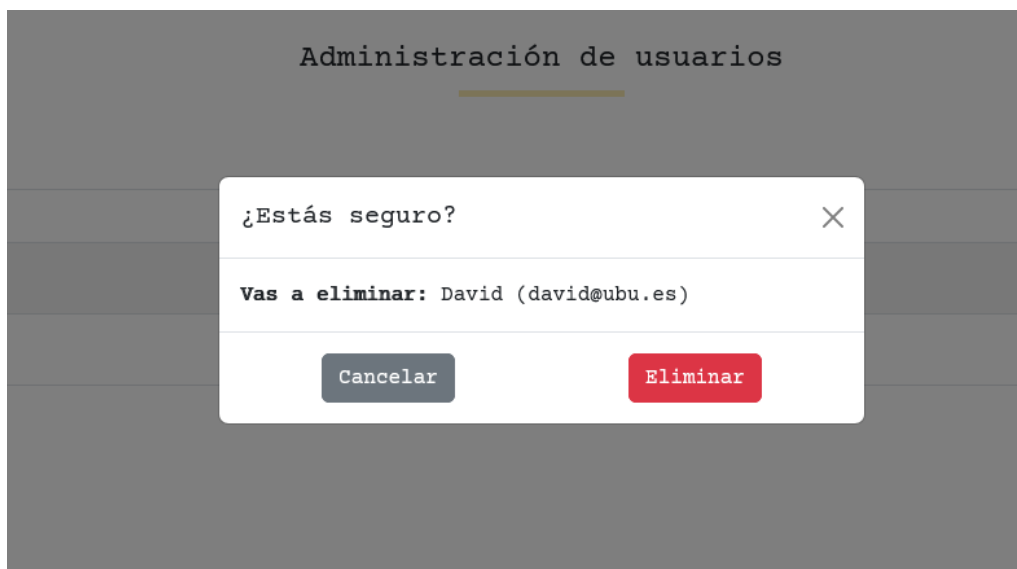 Administración de usuarios
¿Estás seguro?
Vas a eliminar: David (david@ubu.es)
Cancelar
Eliminar